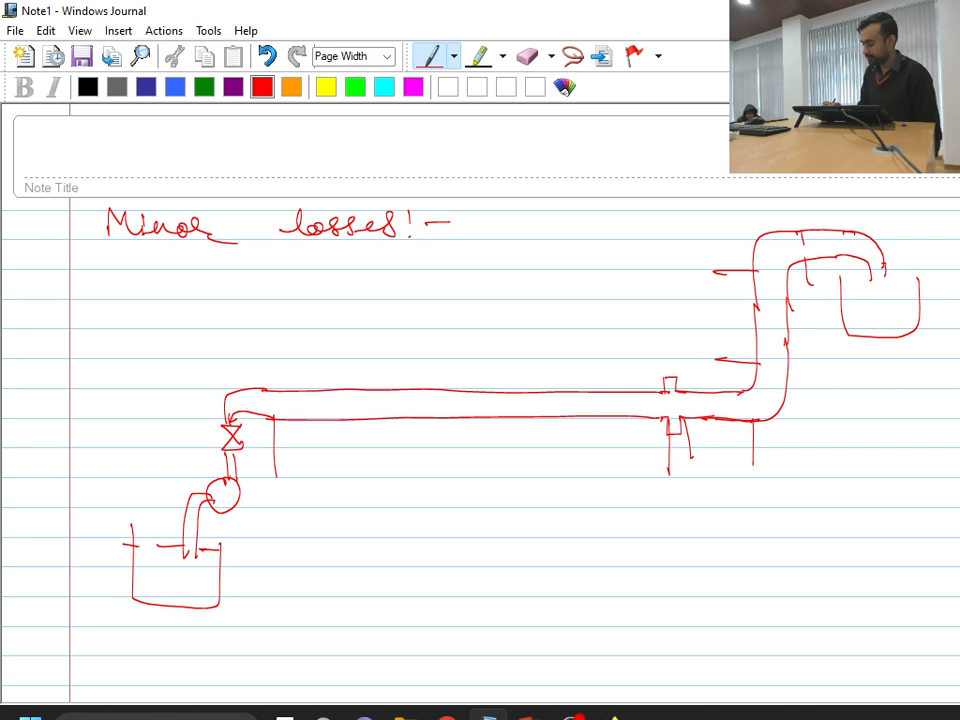 Note1 - Windows Journal
File Edit View Insert Actions Tools Help
Page Width
B I
Note Title
Minor losses:-